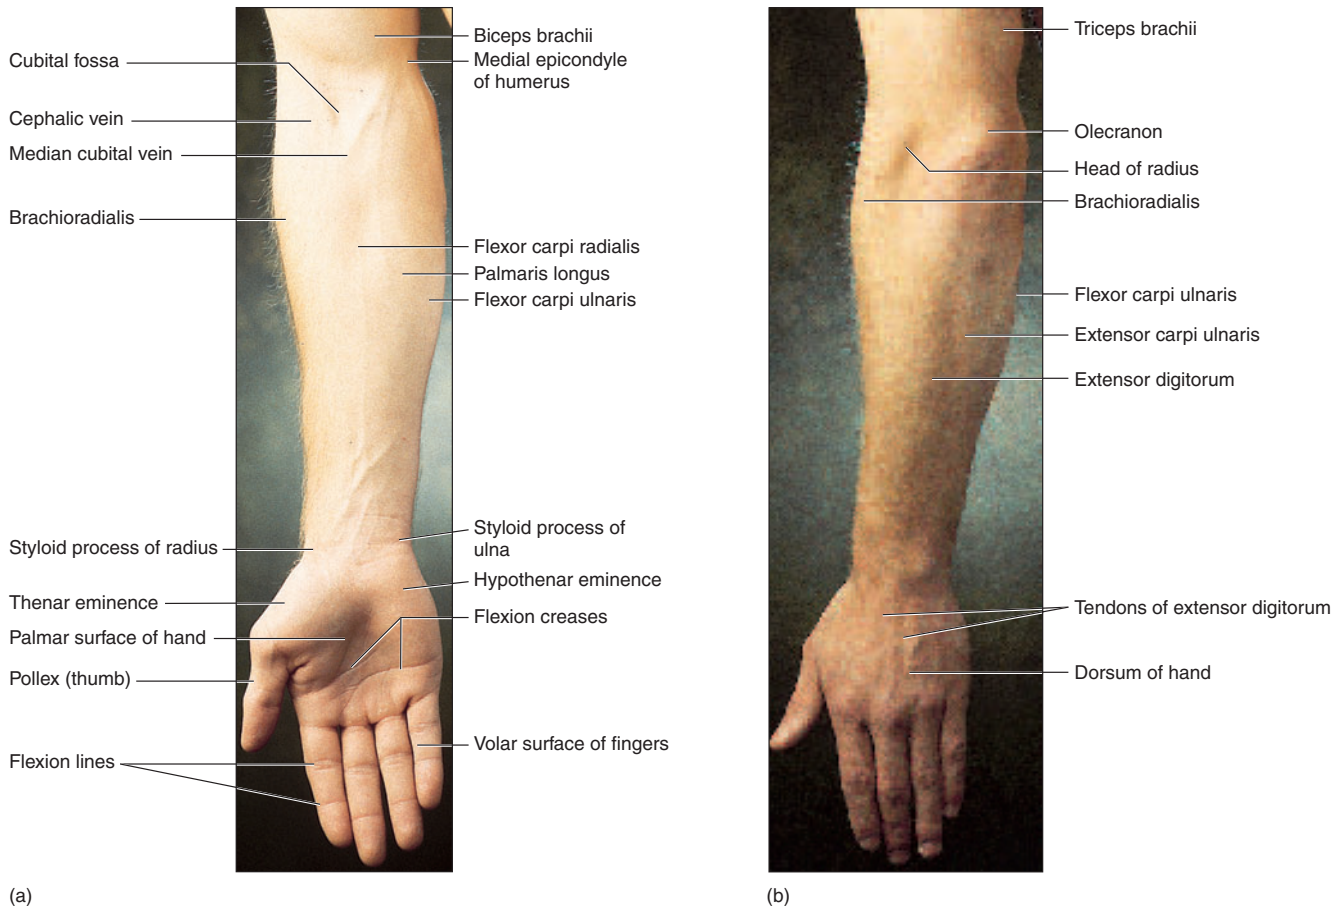 Cubital fossa
Cephalic vein
Median cubital vein
Brachioradialis
Styloid process of radius
Thenar eminence
Palmar surface of hand
Pollex (thumb)
Flexion lines
Biceps brachii
Medial epicondyle
of humerus
Flexor carpi radialis
Palmaris longus
Flexor carpi ulnaris
Styloid process of
ulna
Hypothenar eminence
Flexion creases
Volar surface of fingers
(a)
Triceps brachii
Olecranon
Head of radius
Brachioradialis
Flexor carpi ulnaris
Extensor carpi ulnaris
Extensor digitorum
Tendons of extensor digitorum
Dorsum of hand
(b)